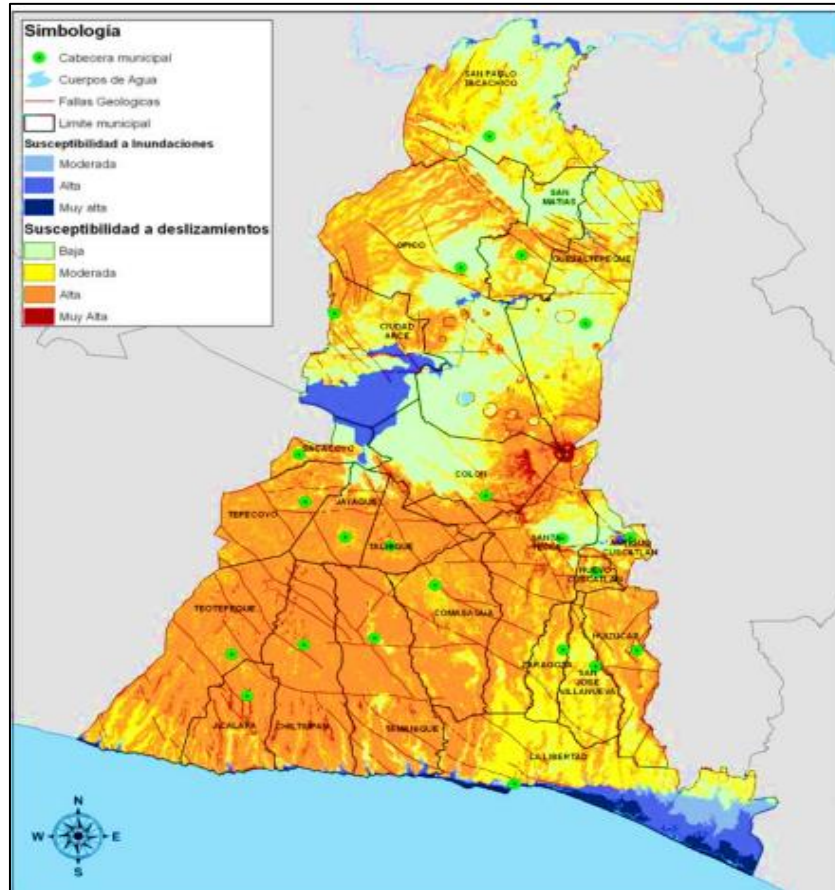 Simbología
Cabecera municipal
Cuerpos de Agua
Fallas Geologicas
Limite municipal
Susceptibilidad a Inundaciones
Moderada
Alta
Muy alta
Susceptibilidad a deslizamientos
Baja
Moderada
Alta
Muy Alta
SAN PABLO
TACACHICO
SAN
MATIAS
OPICO
QUEZALTEPEQUE
CIUDAD
ARCE
SACACOYO
COLON
JAYAQUE
TEPECOYO
TALNIQUE
SANTA
TECLA
ANTIGUO
CUSCATLAN
NUEVO
CUSCATLAN
TEOTEPEQUE
COMASAGUA
HUIZUCAR
ZARAGOZA
SAN
JOSE
VILLANUEVA
JICALAPA
CHILTIUPAN
TAMANIQUE
LA LIBERTAD
N
W
E
S